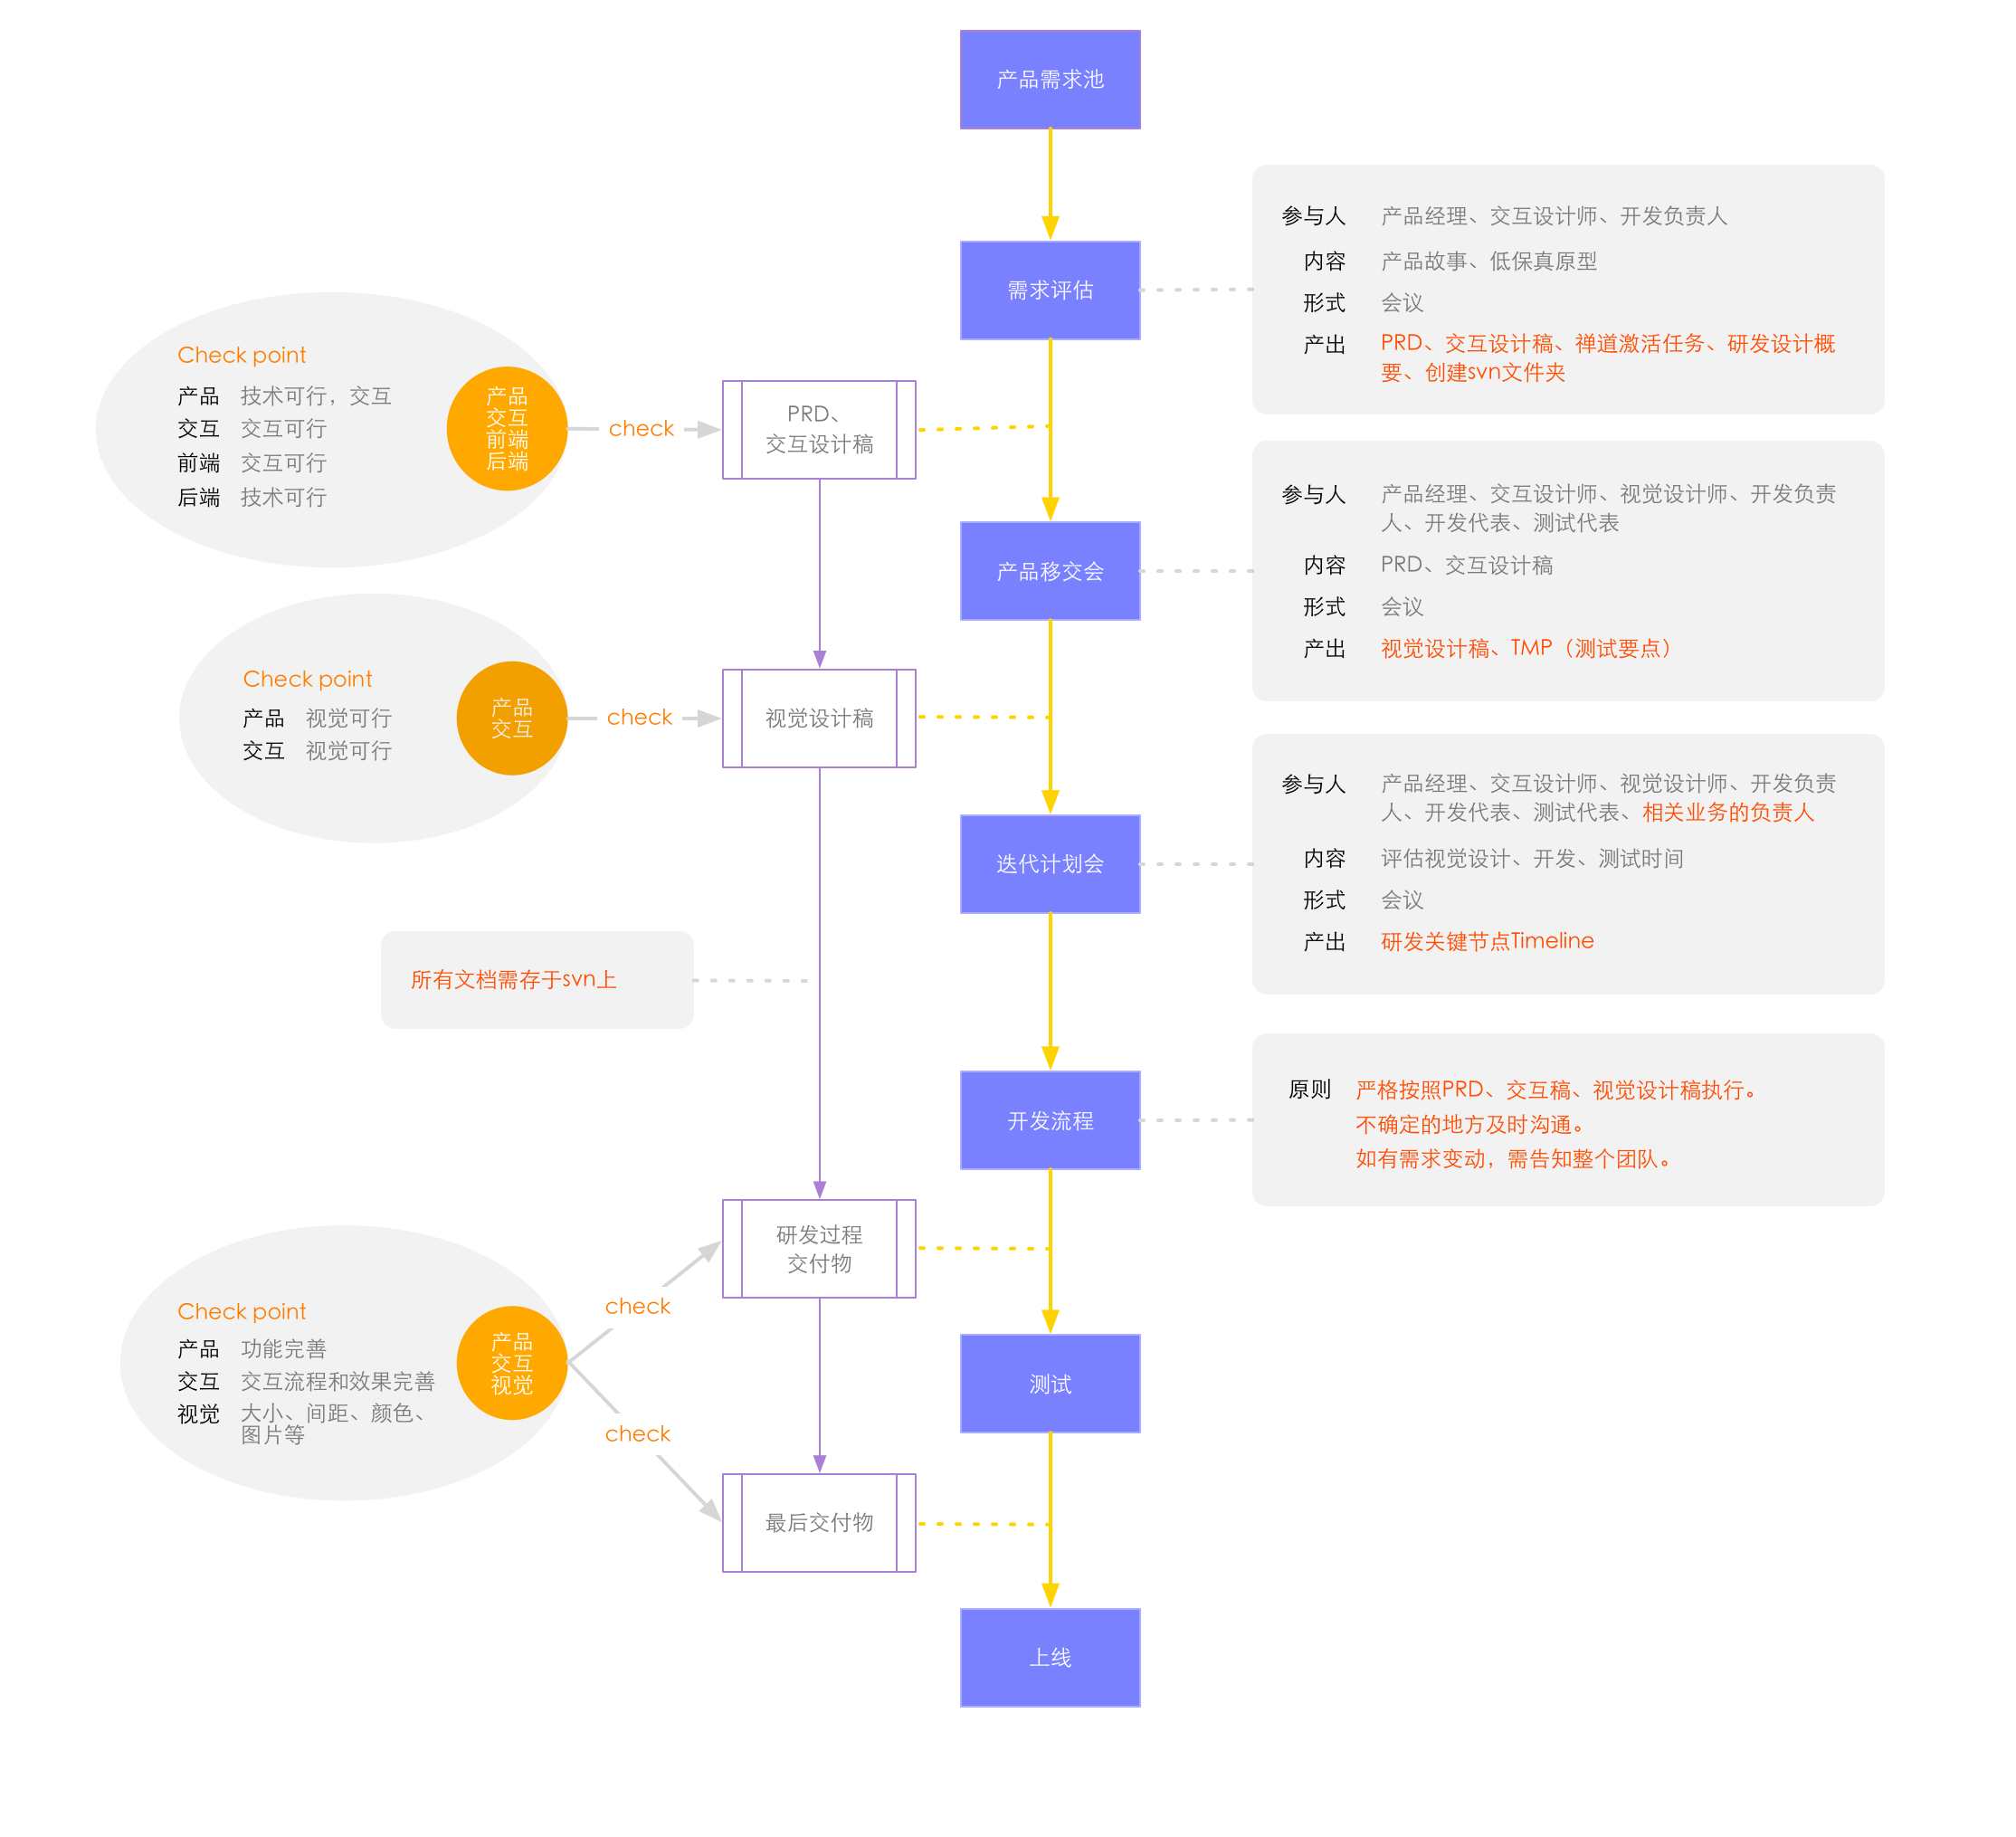 产品需求池
参与人 产品经理、交互设计师、开发负责人
内容 产品故事、低保真原型
形式 会议
产出 PRD、交互设计稿、禅道激活任务、研发设计概
要、创建svn文件夹
需求评估
Check point
产品 技术可行，交互
交互 交互可行
前端 交互可行
后端 技术可行
产品
交互
前端
后端
check
PRD、
交互设计稿
参与人 产品经理、交互设计师、视觉设计师、开发负责
人、开发代表、测试代表
内容 PRD、交互设计稿
形式 会议
产出 视觉设计稿、TMP（测试要点）
产品移交会
Check point
产品 视觉可行
交互 视觉可行
产品
交互
check
视觉设计稿
参与人 产品经理、交互设计师、视觉设计师、开发负责
人、开发代表、测试代表、相关业务的负责人
内容 评估视觉设计、开发、测试时间
形式 会议
产出 研发关键节点Timeline
迭代计划会
所有文档需存于svn上
原则 严格按照PRD、交互稿、视觉设计稿执行。
不确定的地方及时沟通。
如有需求变动，需告知整个团队。
开发流程
研发过程
交付物
check
Check point
产品 功能完善
交互 交互流程和效果完善
视觉 大小、间距、颜色、
图片等
产品
交互
视觉
测试
check
最后交付物
上线